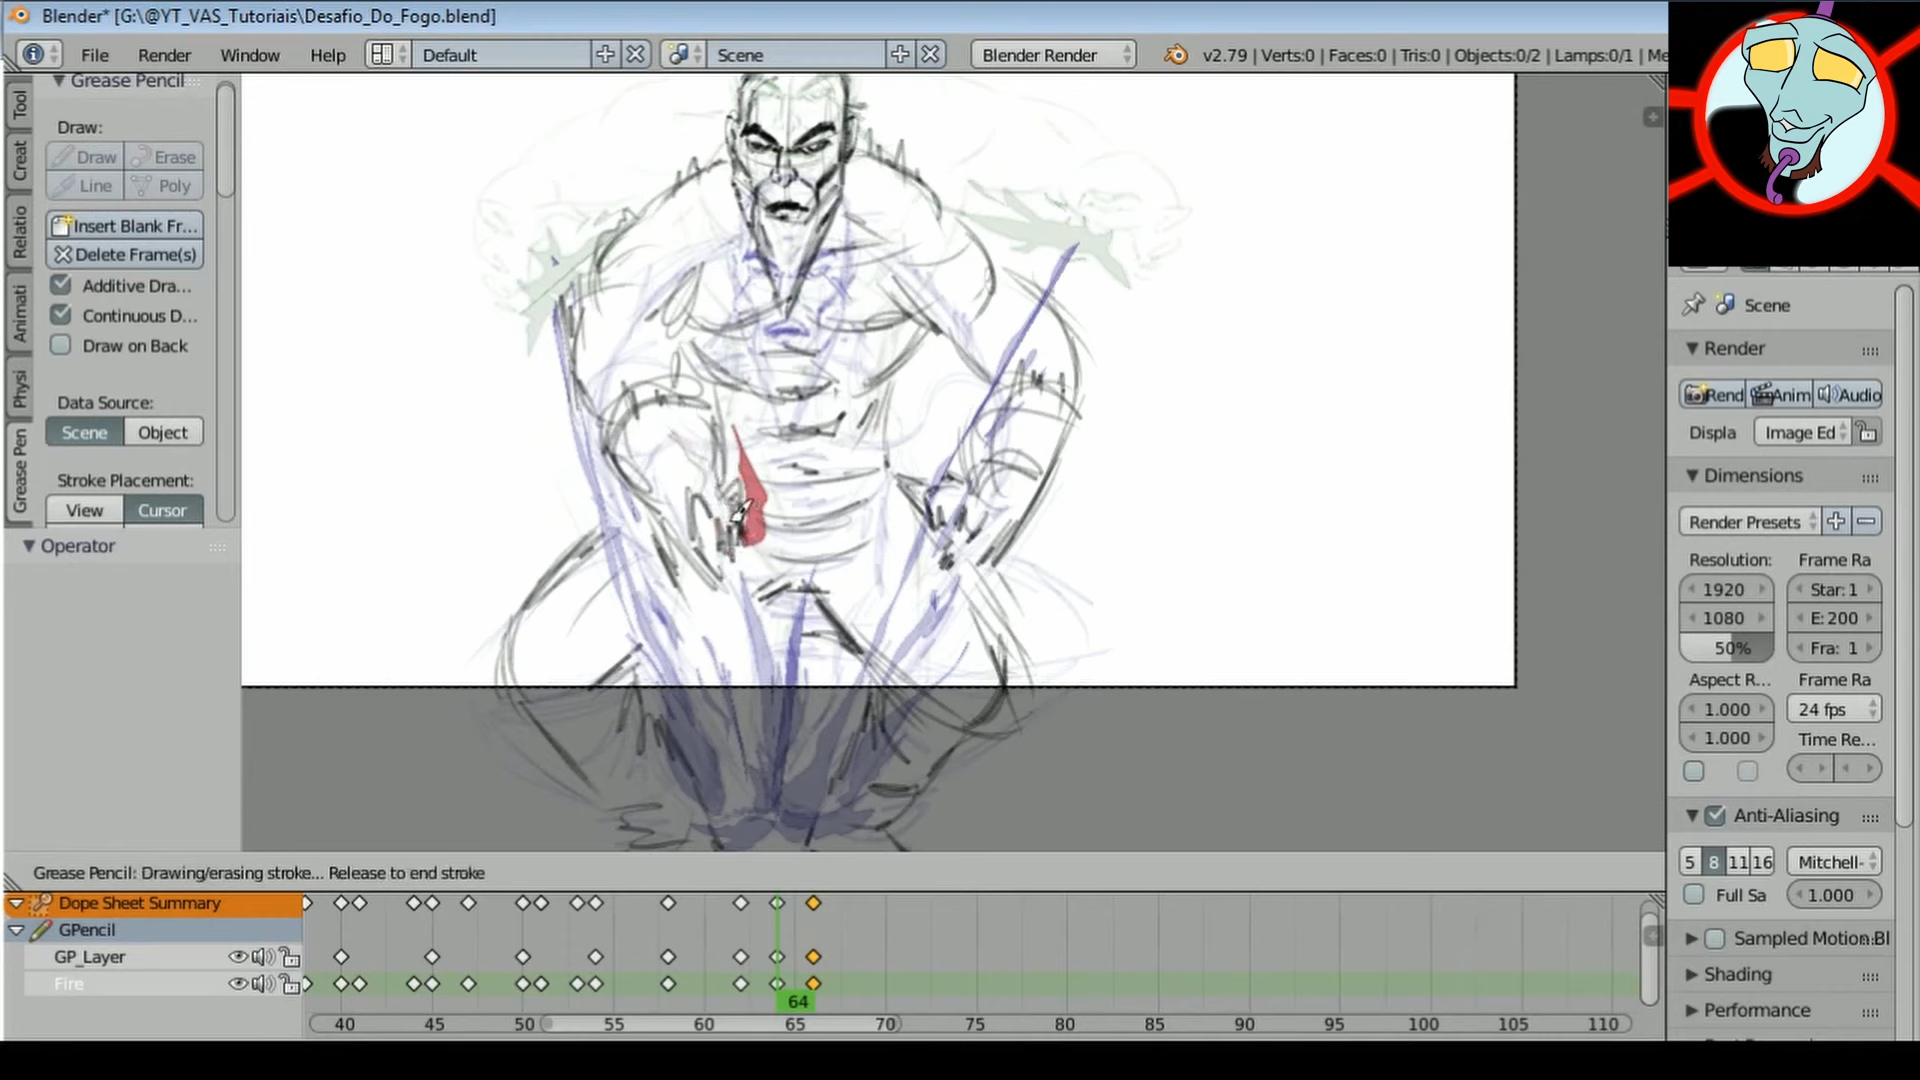 Blender* [G:\@YT_VAS_Tutoriais\Desafio_Do_Fogo.blend]
File Render Window Help Default Scene Blender Render v2.79 | Verts:0 | Faces:0 | Tris:0 | Objects:0/2 | Lamps:0/1 | Me
Grease Pencil
Draw:
Draw Erase
Line Poly
Insert Blank Fr...
Delete Frame(s)
Additive Dra...
Continuous D...
Draw on Back
Data Source:
Scene Object
Stroke Placement:
View Cursor
Operator
Tool
Creat
Relatio
Animati
Physi
Grease Pen
Scene
Render
Rend Anim Audio
Displa Image Ed
Dimensions
Render Presets
Resolution: Frame Ra
1920 Star: 1
1080 E: 200
50% Fra: 1
Aspect R... Frame Ra
1.000 24 fps
1.000 Time Re...
Anti-Aliasing
5 8 11 16 Mitchell-
Full Sa 1.000
Sampled Motion Bl
Shading
Performance
Grease Pencil: Drawing/erasing stroke... Release to end stroke
Dope Sheet Summary
GPencil
GP_Layer
Fire
64
40 45 50 55 60 65 70 75 80 85 90 95 100 105 110